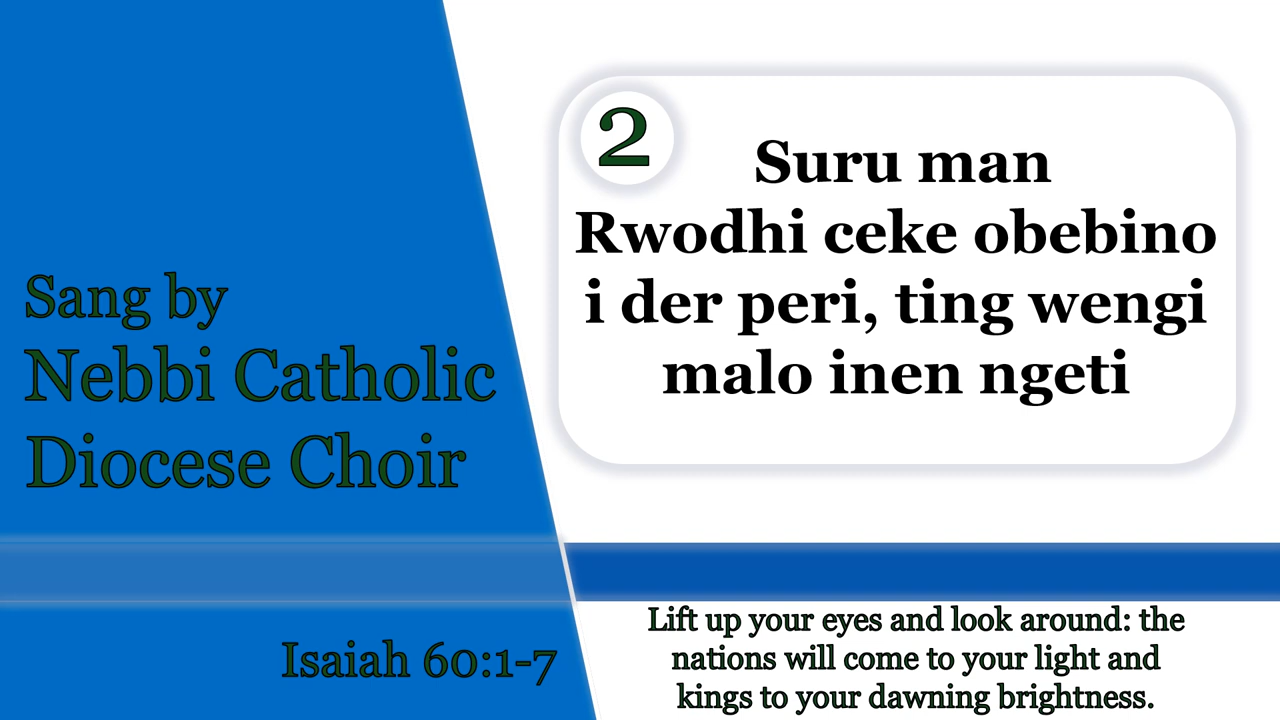 Sang by
Nebbi Catholic
Diocese Choir
Isaiah 60:1-7
2
Suru man
Rwodhi ceke obebino
i der peri, ting wengi
malo inen ngeti
Lift up your eyes and look around: the
nations will come to your light and
kings to your dawning brightness.